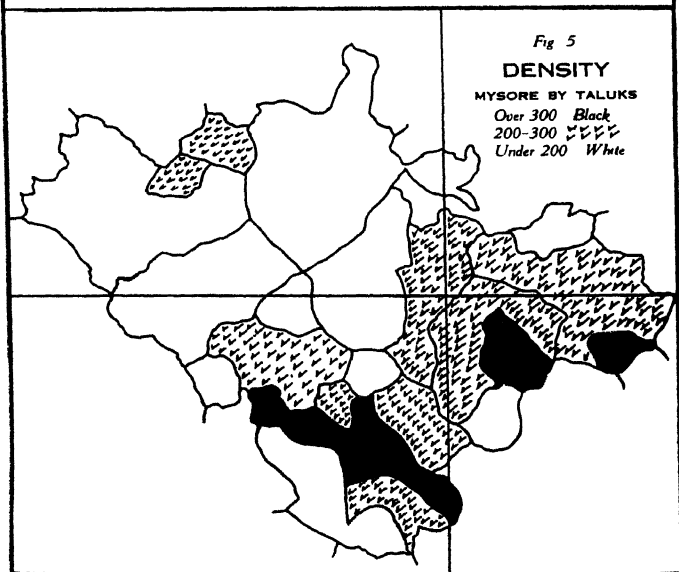 Fig 5
DENSITY
MYSORE BY TALUKS
Over 300 Black
200-300
Under 200 White